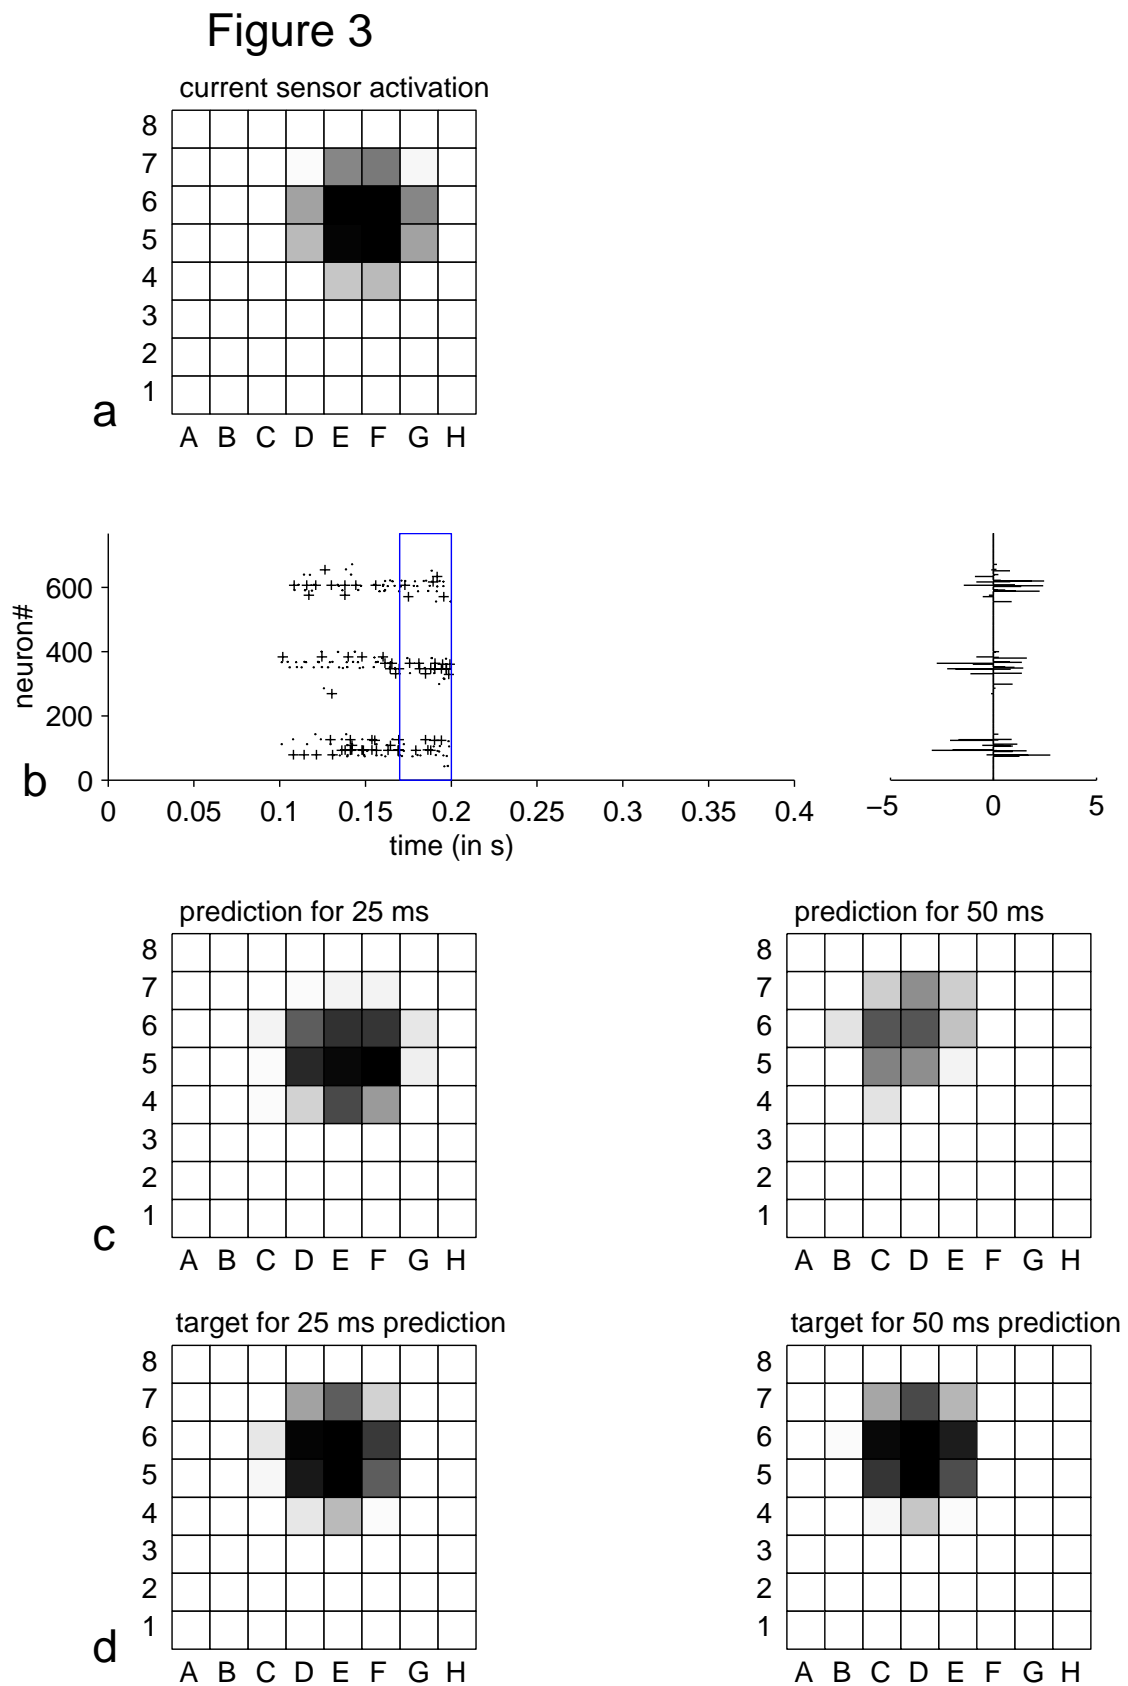 Figure 3
current sensor activation
8
7
6
5
4
3
2
1
a
A B C D E F G H
neuron#
600
400
200
0
b
0 0.05 0.1 0.15 0.2 0.25 0.3 0.35 0.4
time (in s)
−5 0 5
prediction for 25 ms
8
7
6
5
4
3
2
1
c
A B C D E F G H
prediction for 50 ms
8
7
6
5
4
3
2
1
A B C D E F G H
target for 25 ms prediction
8
7
6
5
4
3
2
1
d
A B C D E F G H
target for 50 ms prediction
8
7
6
5
4
3
2
1
A B C D E F G H